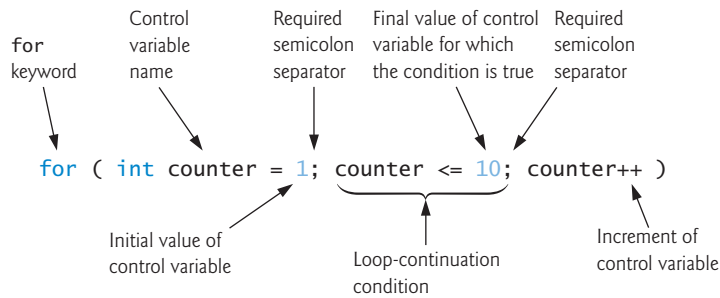 for
keyword
Control
variable
name
Required
semicolon
separator
Final value of control
variable for which
the condition is true
Required
semicolon
separator
for ( int counter = 1; counter <= 10; counter++ )
Initial value of
control variable
Loop-continuation
condition
Increment of
control variable